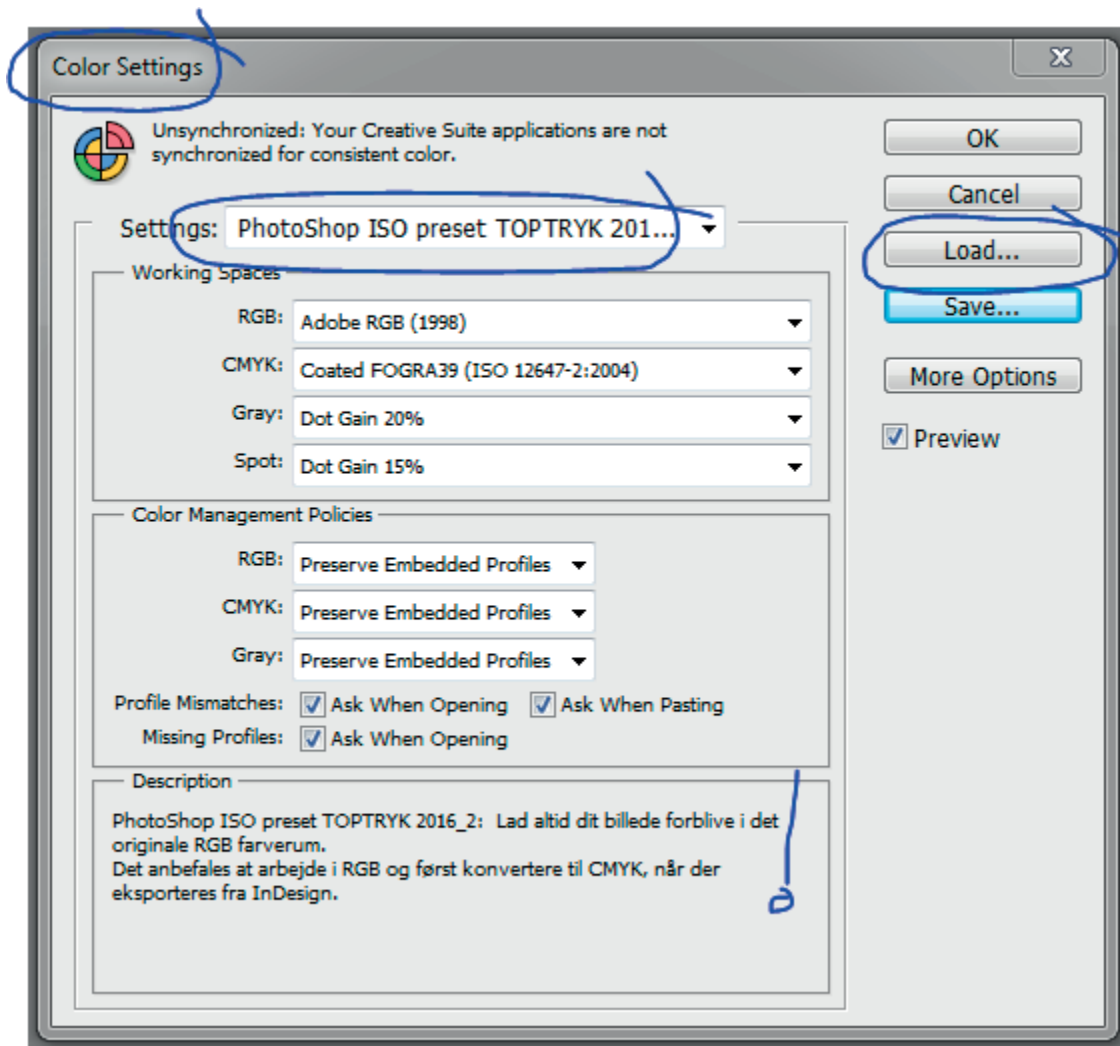 Color Settings
Unsynchronized: Your Creative Suite applications are not
synchronized for consistent color.
OK
Cancel
Load...
Save...
More Options
Preview
Settings: PhotoShop ISO preset TOPTRYK 201...
Working Spaces
RGB: Adobe RGB (1998)
CMYK: Coated FOGRA39 (ISO 12647-2:2004)
Gray: Dot Gain 20%
Spot: Dot Gain 15%
Color Management Policies
RGB: Preserve Embedded Profiles
CMYK: Preserve Embedded Profiles
Gray: Preserve Embedded Profiles
Profile Mismatches: Ask When Opening Ask When Pasting
Missing Profiles: Ask When Opening
Description
PhotoShop ISO preset TOPTRYK 2016_2: Lad altid dit billede forblive i det
originale RGB farverum.
Det anbefales at arbejde i RGB og først konvertere til CMYK, når der
eksporteres fra InDesign.
!